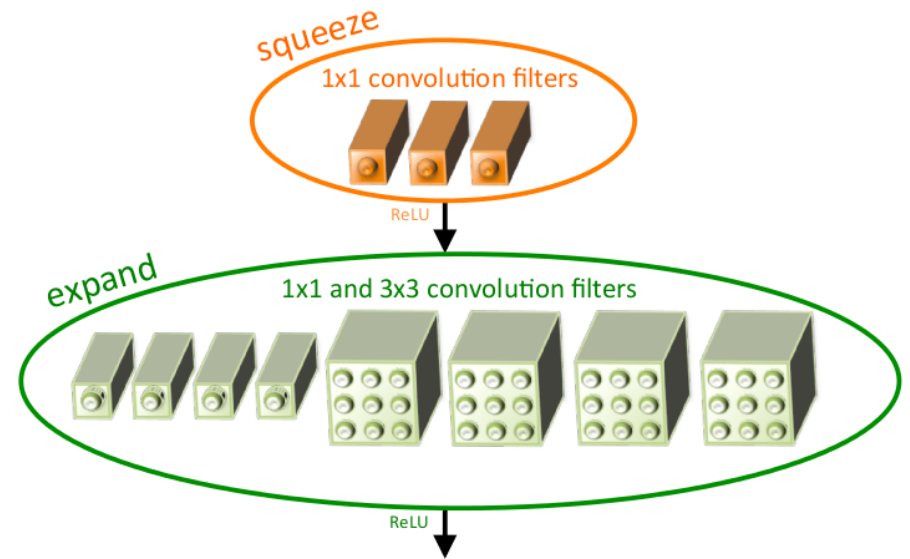 squeeze
1x1 convolution filters
ReLU
expand
1x1 and 3x3 convolution filters
ReLU